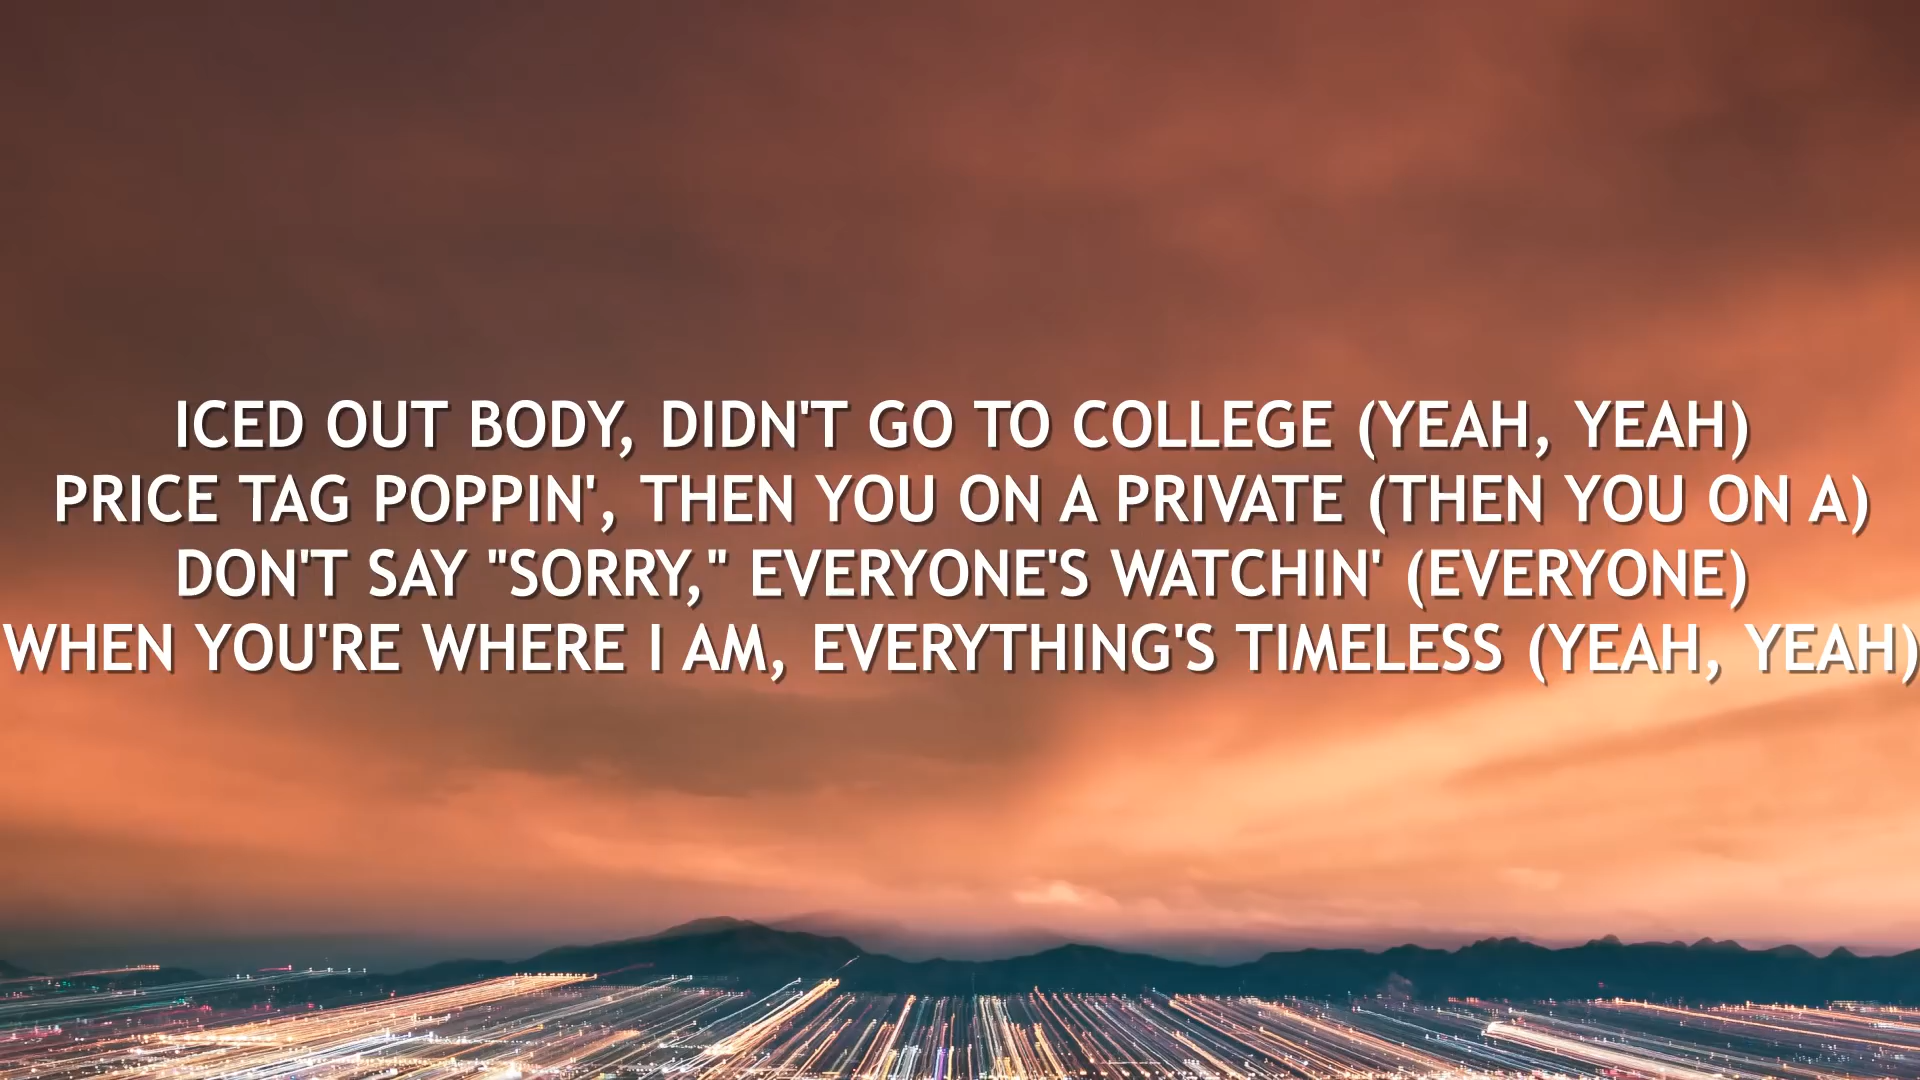 ICED OUT BODY, DIDN'T GO TO COLLEGE (YEAH, YEAH)
PRICE TAG POPPIN', THEN YOU ON A PRIVATE (THEN YOU ON A)
DON'T SAY "SORRY," EVERYONE'S WATCHIN' (EVERYONE)
WHEN YOU'RE WHERE I AM, EVERYTHING'S TIMELESS (YEAH, YEAH)